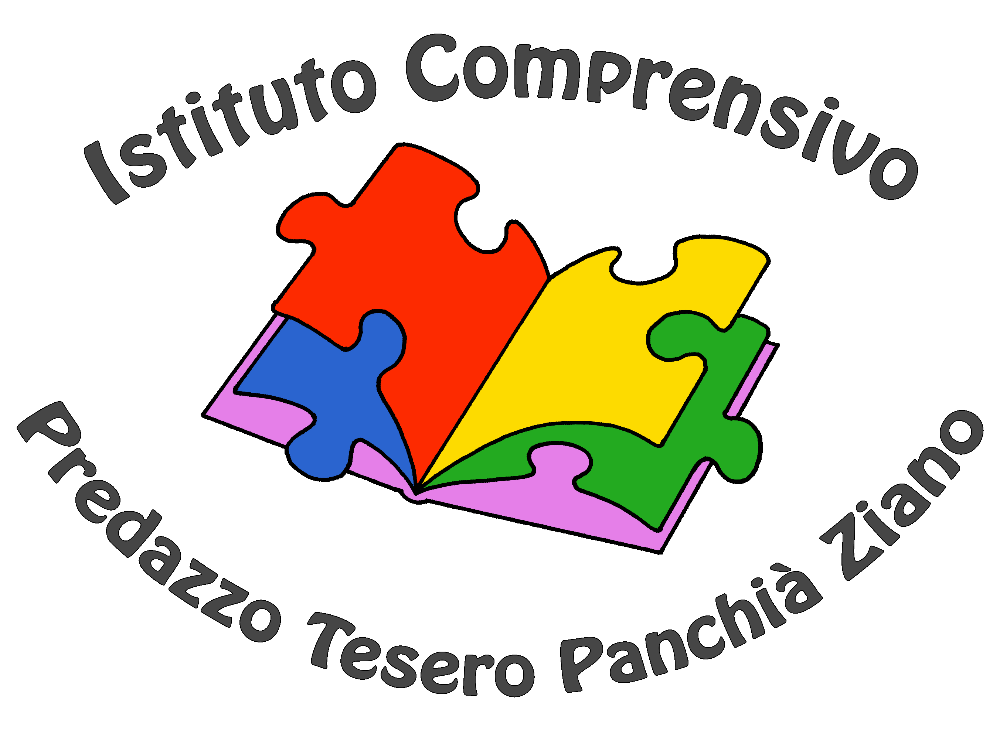 Istituto Comprensivo
Predazzo Tesero Panchià Ziano